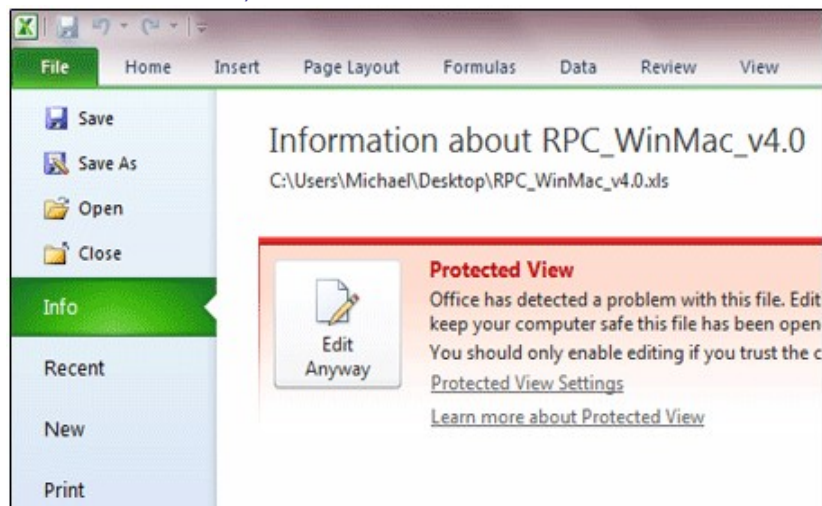 File Home Insert Page Layout Formulas Data Review View
Save
Save As
Open
Close
Info
Recent
New
Print
Information about RPC_WinMac_v4.0
C:\Users\Michael\Desktop\RPC_WinMac_v4.0.xls
Edit
Anyway
Protected View
Office has detected a problem with this file. Edit
keep your computer safe this file has been open
You should only enable editing if you trust the c
Protected View Settings
Learn more about Protected View